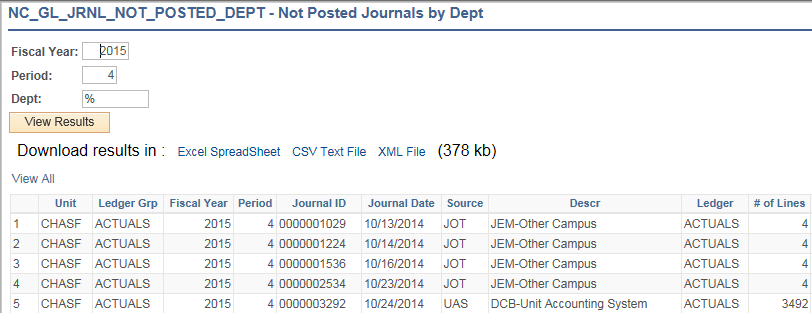 NC_GL_JRNL_NOT_POSTED_DEPT - Not Posted Journals by Dept
Fiscal Year: 2015
Period: 4
Dept: %
View Results
Download results in : Excel SpreadSheet CSV Text File XML File (378 kb)
View All
Unit Ledger Grp Fiscal Year Period Journal ID Journal Date Source Descr Ledger # of Lines
1 CHASF ACTUALS 2015 4 0000001029 10/13/2014 JOT JEM-Other Campus ACTUALS 4
2 CHASF ACTUALS 2015 4 0000001224 10/14/2014 JOT JEM-Other Campus ACTUALS 4
3 CHASF ACTUALS 2015 4 0000001536 10/16/2014 JOT JEM-Other Campus ACTUALS 4
4 CHASF ACTUALS 2015 4 0000002534 10/23/2014 JOT JEM-Other Campus ACTUALS 4
5 CHASF ACTUALS 2015 4 0000003292 10/24/2014 UAS DCB-Unit Accounting System ACTUALS 3492